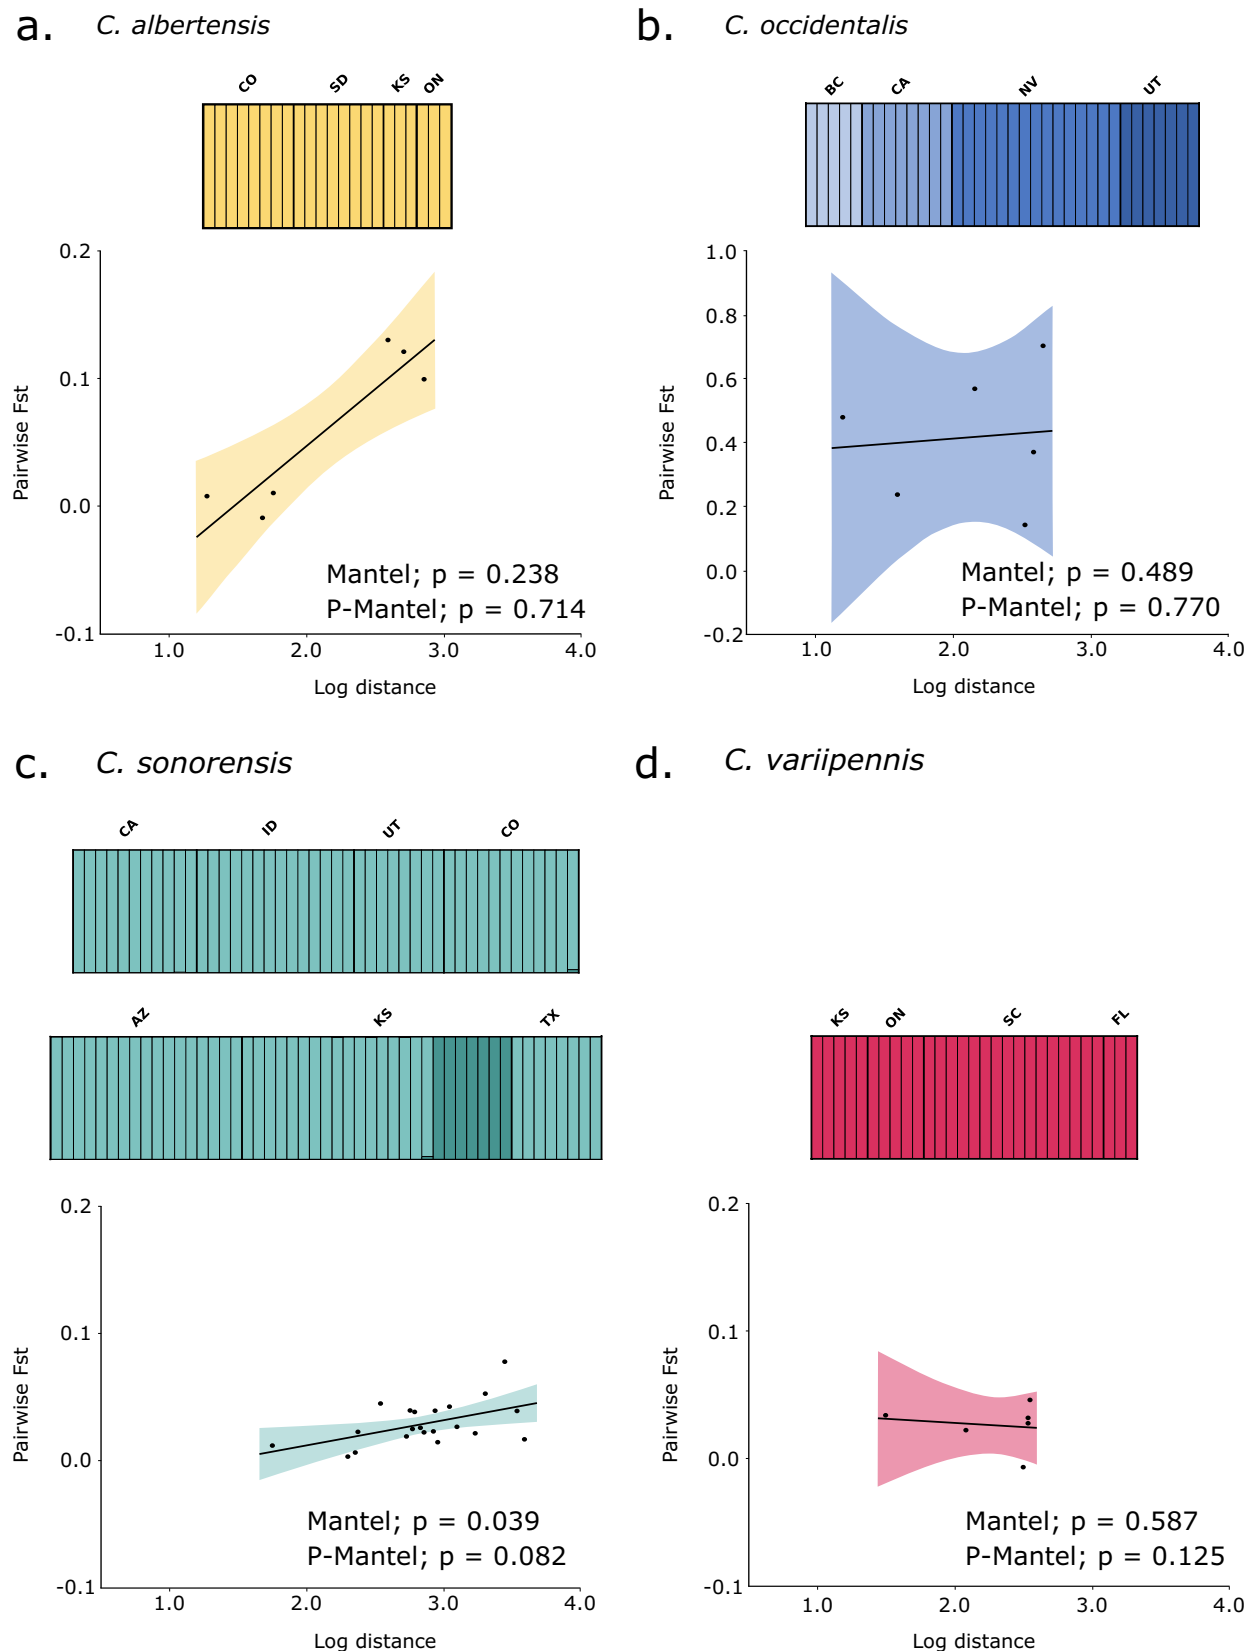 a. C. albertensis
CO SD KS ON
0.2
0.1
0.0
-0.1
Pairwise Fst
Mantel; p = 0.238
P-Mantel; p = 0.714
1.0 2.0 3.0 4.0
Log distance
b. C. occidentalis
BC CA NV UT
1.0
0.8
0.6
0.4
0.2
0.0
-0.2
Pairwise Fst
Mantel; p = 0.489
P-Mantel; p = 0.770
1.0 2.0 3.0 4.0
Log distance
c. C. sonorensis
CA ID UT CO
AZ KS TX
0.2
0.1
0.0
-0.1
Pairwise Fst
Mantel; p = 0.039
P-Mantel; p = 0.082
1.0 2.0 3.0 4.0
Log distance
d. C. variipennis
KS ON SC FL
0.2
0.1
0.0
-0.1
Pairwise Fst
Mantel; p = 0.587
P-Mantel; p = 0.125
1.0 2.0 3.0 4.0
Log distance